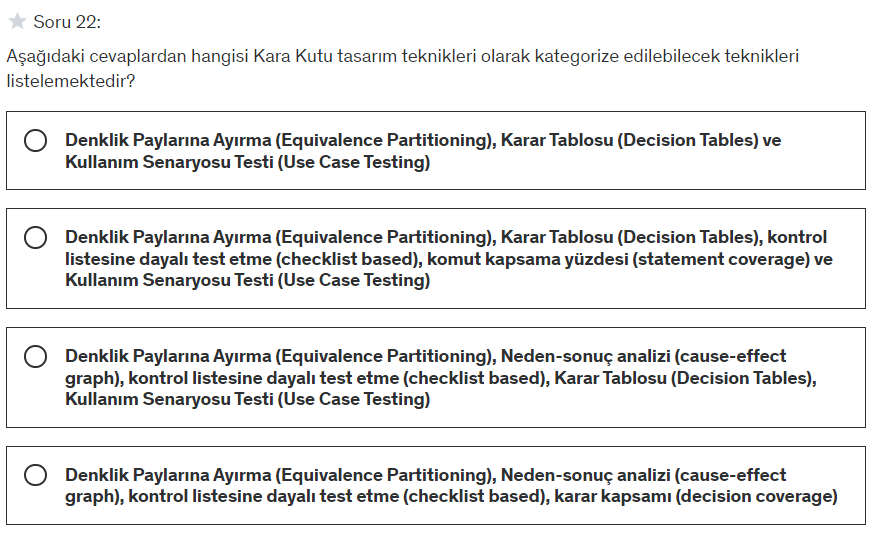 Soru 22:
Aşağıdaki cevaplardan hangisi Kara Kutu tasarım teknikleri olarak kategorize edilebilecek teknikleri
listelemektedir?
Denklik Paylarına Ayırma (Equivalence Partitioning), Karar Tablosu (Decision Tables) ve
Kullanım Senaryosu Testi (Use Case Testing)
Denklik Paylarına Ayırma (Equivalence Partitioning), Karar Tablosu (Decision Tables), kontrol
listesine dayalı test etme (checklist based), komut kapsama yüzdesi (statement coverage) ve
Kullanım Senaryosu Testi (Use Case Testing)
Denklik Paylarına Ayırma (Equivalence Partitioning), Neden-sonuç analizi (cause-effect
graph), kontrol listesine dayalı test etme (checklist based), Karar Tablosu (Decision Tables),
Kullanım Senaryosu Testi (Use Case Testing)
Denklik Paylarına Ayırma (Equivalence Partitioning), Neden-sonuç analizi (cause-effect
graph), kontrol listesine dayalı test etme (checklist based), karar kapsamı (decision coverage)